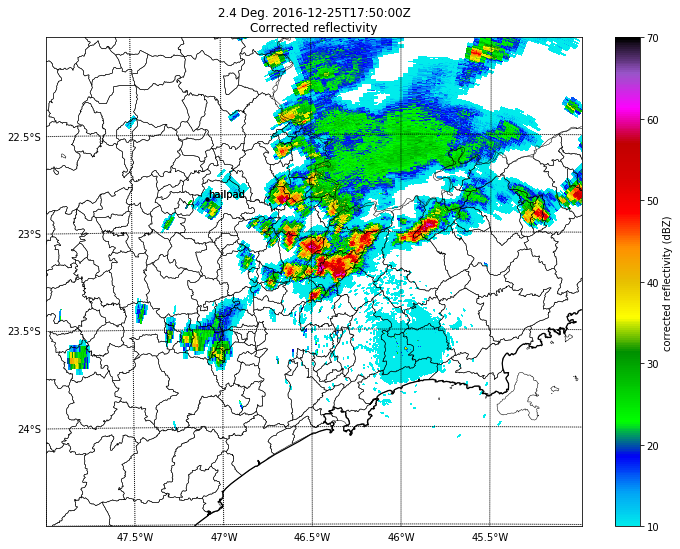 2.4 Deg. 2016-12-25T17:50:00Z
Corrected reflectivity
70
60
50
40
30
20
10
corrected reflectivity (dBZ)
22.5°S
23°S
23.5°S
24°S
hailpad
47.5°W
47°W
46.5°W
46°W
45.5°W